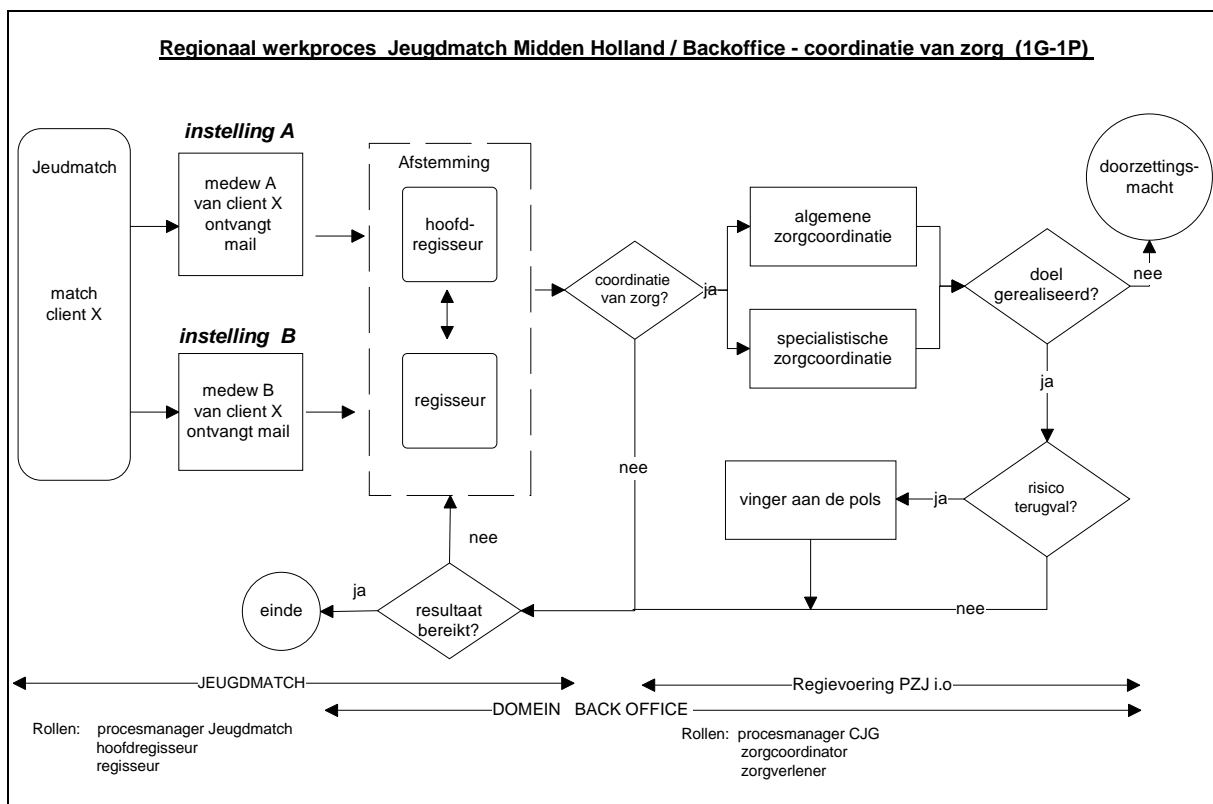 Regionaal werkproces Jeugdmatch Midden Holland / Backoffice - coordinatie van zorg (1G-1P)
Jeudmatch
match
client X
instelling A
medew A
van client X
ontvangt
mail
instelling B
medew B
van client X
ontvangt mail
Afstemming
hoofd-
regisseur
regisseur
coordinatie
van zorg?
ja
nee
algemene
zorgcoordinatie
specialistische
zorgcoordinatie
doel
gerealiseerd?
nee
doorzettings-
macht
ja
risico
terugval?
ja
vinger aan de pols
nee
resultaat
bereikt?
nee
ja
einde
JEUGDMATCH
Regievoering PZJ i.o
DOMEIN BACK OFFICE
Rollen: procesmanager Jeugdmatch
hoofdregisseur
regisseur
Rollen: procesmanager CJG
zorgcoordinator
zorgverlener